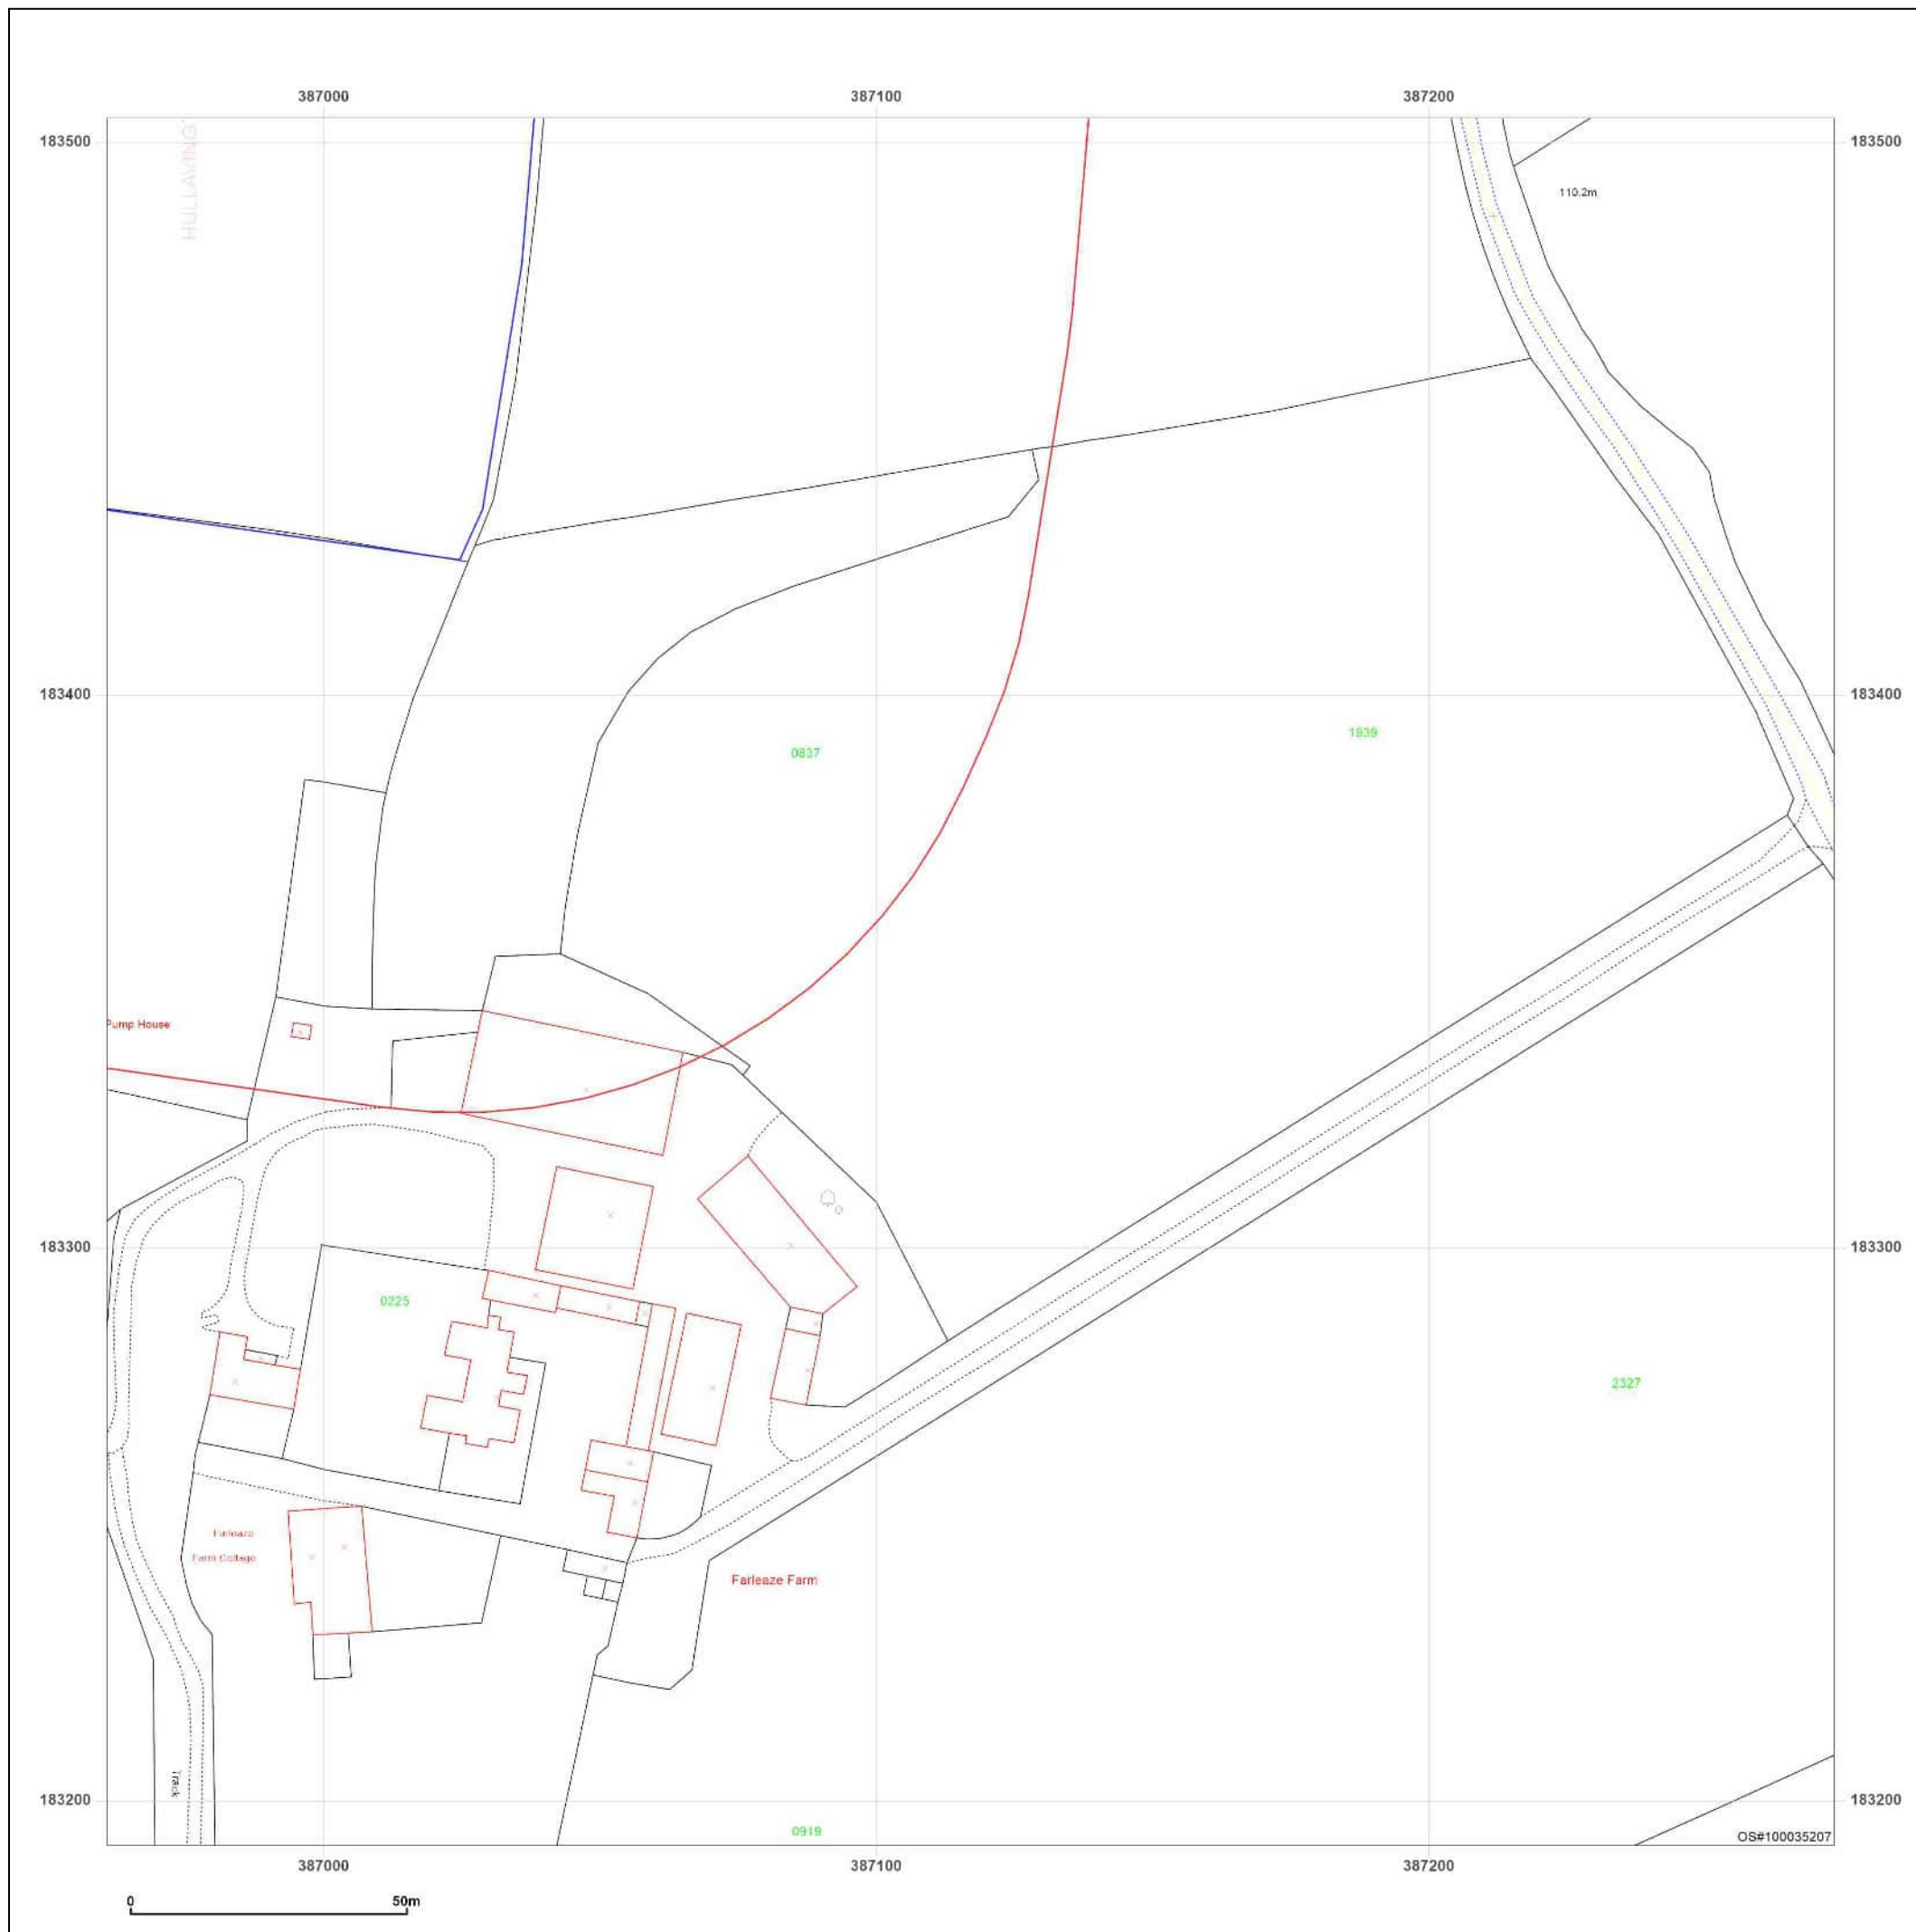 387000 387100 387200
183500 183500
HULLAVING
110.2m
183400 183400
1939
0837
Pump House
183300 183300
0225
2327
Farleaze
Farm Cottage
Farleaze Farm
Track
183200 183200
0919
OS#100035207
387000 387100 387200
0 50m